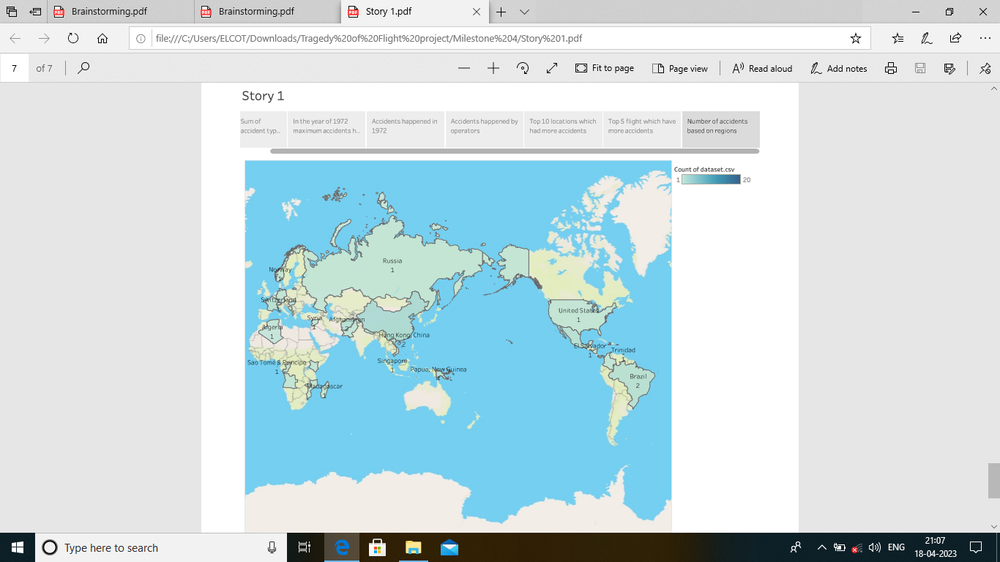 Brainstorming.pdf
Brainstorming.pdf
Story 1.pdf
file:///C:/Users/ELCOT/Downloads/Tragedy%20of%20Flight%20project/Milestone%204/Story%201.pdf
7 of 7
Fit to page
Page view
Read aloud
Add notes
Story 1
Sum of
accident typ..
In the year of 1972
maximum accidents h..
Accidents happened in
1972
Accidents happened by
operators
Top 10 locations which
had more accidents
Top 5 flight which have
more accidents
Number of accidents
based on regions
Count of dataset.csv
1 20
Russia
1
Norway
1
Switzerland
United States
1
Syria
1
Afghanistan
Algeria
1
Hong Kong, China
2
El Salvador
1
Trinidad
1
Singapore
1
Sao Tome & Principe
1
Papua, New Guinea
4
Brazil
2
Madagascar
Type here to search
ENG
21:07
18-04-2023